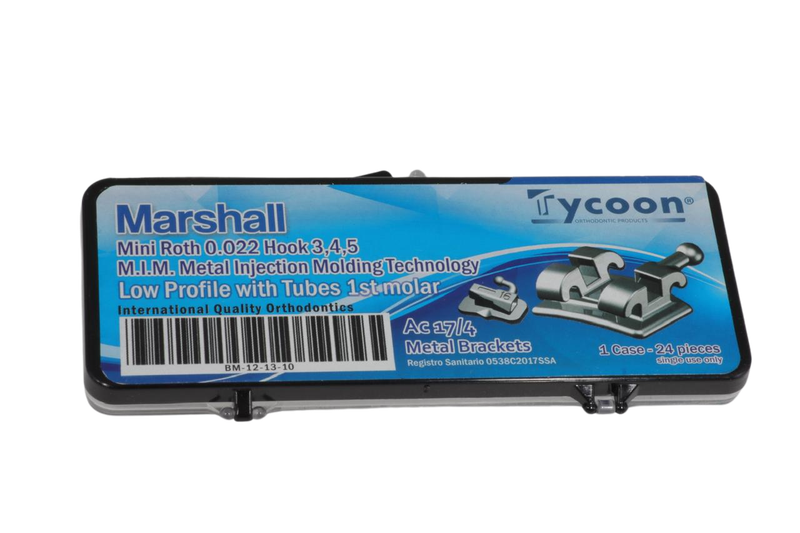 Marshall
Mini Roth 0.022 Hook 3,4,5
M.I.M. Metal Injection Molding Technology
Low Profile with Tubes 1st molar
International Quality Orthodontics
BM-12-13-10
Tycoon®
ORTHODONTIC PRODUCTS
16
Ac 17/4
Metal Brackets
Registro Sanitario 0538C2017SSA
1 Case - 24 pieces
single use only